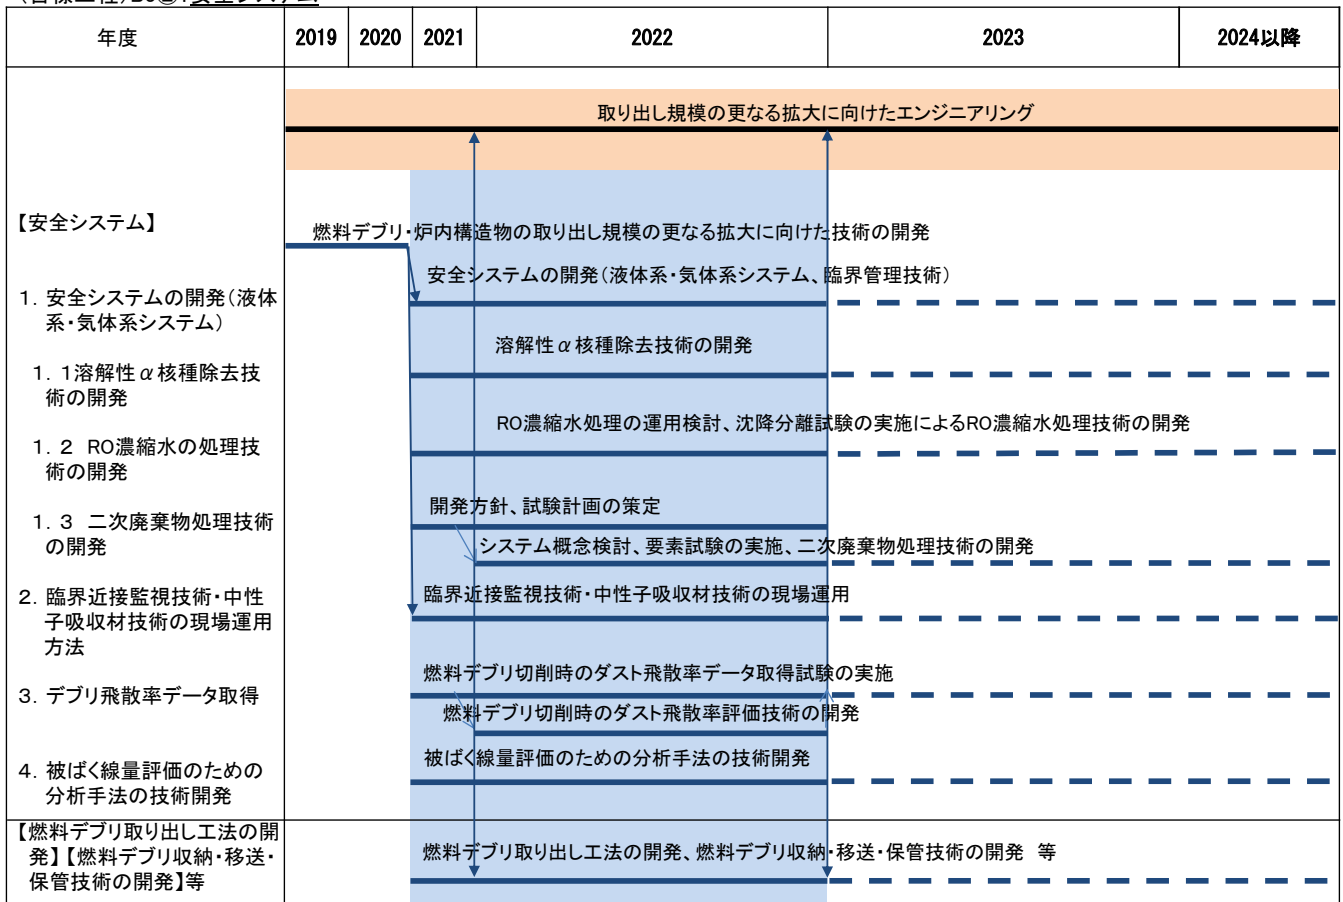 安全システム
年度 2019 2020 2021 2022 2023 2024以降
取り出し規模の更なる拡大に向けたエンジニアリング
【安全システム】
燃料デブリ・炉内構造物の取り出し規模の更なる拡大に向けた技術の開発
安全システムの開発（液体系・気体系システム、臨界管理技術）
1．安全システムの開発（液体
系・気体系システム）
溶解性α核種除去技術の開発
1．1溶解性α核種除去技
術の開発
RO濃縮水処理の運用検討、沈降分離試験の実施によるRO濃縮水処理技術の開発
1．2 RO濃縮水の処理技
術の開発
開発方針、試験計画の策定
1．3 二次廃棄物処理技術
の開発
システム概念検討、要素試験の実施、二次廃棄物処理技術の開発
臨界近接監視技術・中性子吸収材技術の現場運用
2．臨界近接監視技術・中性
子吸収材技術の現場運用
方法
燃料デブリ切削時のダスト飛散率データ取得試験の実施
3．デブリ飛散率データ取得
燃料デブリ切削時のダスト飛散率評価技術の開発
被ばく線量評価のための分析手法の技術開発
4．被ばく線量評価のための
分析手法の技術開発
【燃料デブリ取り出し工法の開
発】【燃料デブリ収納・移送・
保管技術の開発】等
燃料デブリ取り出し工法の開発、燃料デブリ収納・移送・保管技術の開発 等